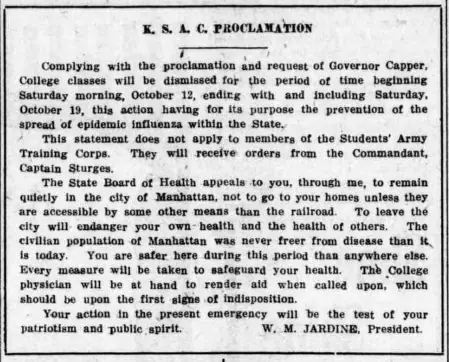 K. S. A. C. PROCLAMATION
Complying with the proclamation and request of Governor Capper,
College classes will be dismissed for the period of time beginning
Saturday morning, October 12, ending with and including Saturday,
October 19, this action having for its purpose the prevention of the
spread of epidemic influenza within the State.
This statement does not apply to members of the Students' Army
Training Corps. They will receive orders from the Commandant,
Captain Sturges.
The State Board of Health appeals to you, through me, to remain
quietly in the city of Manhattan, not to go to your homes unless they
are accessible by some other means than the railroad. To leave the
city will endanger your own health and the health of others. The
civilian population of Manhattan was never freer from disease than it
is today. You are safer here during this period than anywhere else.
Every measure will be taken to safeguard your health. The College
physician will be at hand to render aid when called upon, which
should be upon the first signs of indisposition.
Your action in the present emergency will be the test of your
patriotism and public spirit. W. M. JARDINE, President.